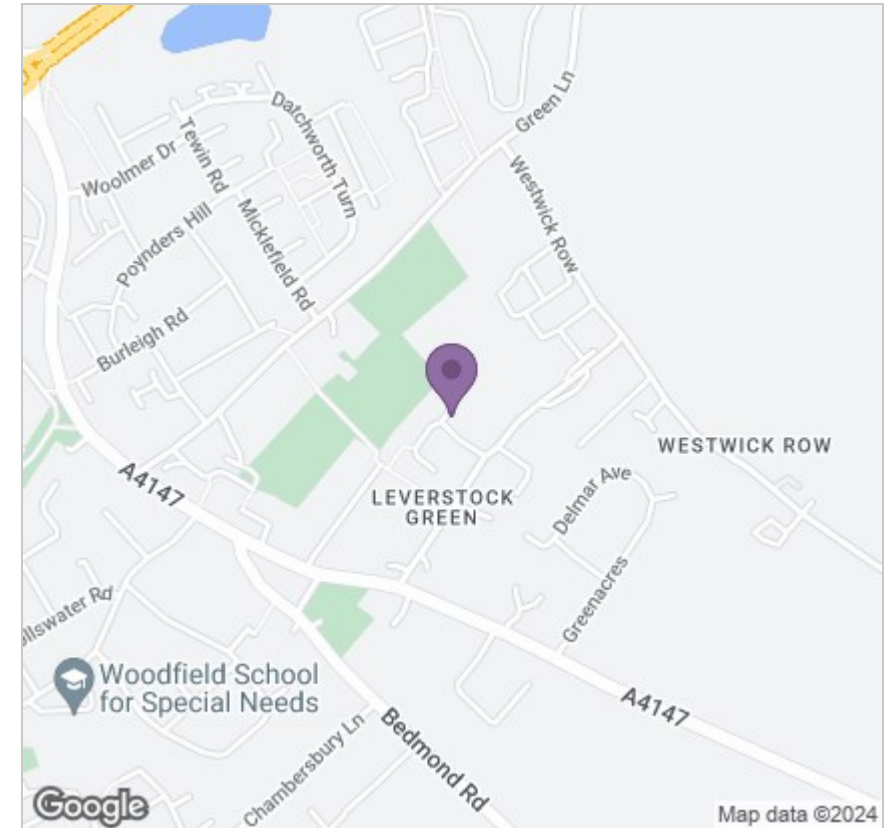 Datchworth Turn
Green Ln
Tewin Rd
Woolmer Dr
Westwick Row
Poynders Hill
Micklefield Rd
Burleigh Rd
WESTWICK ROW
A4147
LEVERSTOCK
GREEN
Delmar Ave
Greenacres
Woodfield School
for Special Needs
A4147
Chambersbury Ln
Bedmond Rd
Google
Map data ©2024